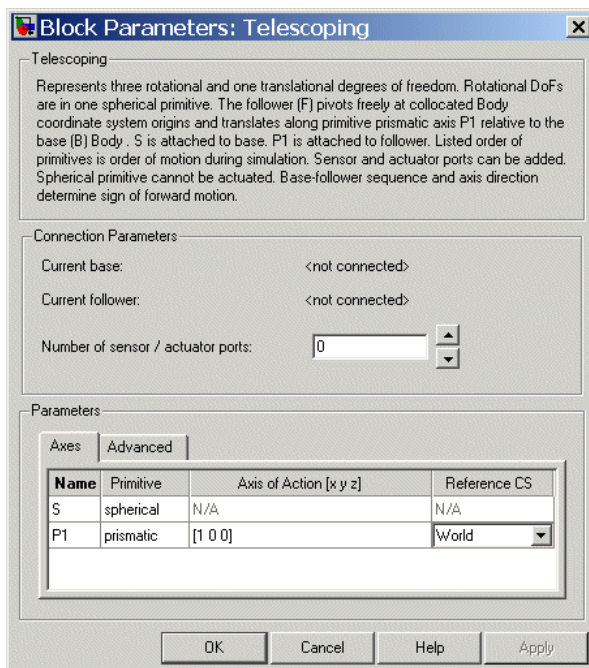 Block Parameters: Telescoping
Telescoping
Represents three rotational and one translational degrees of freedom. Rotational DoFs
are in one spherical primitive. The follower (F) pivots freely at collocated Body
coordinate system origins and translates along primitive prismatic axis P1 relative to the
base (B) Body . S is attached to base. P1 is attached to follower. Listed order of
primitives is order of motion during simulation. Sensor and actuator ports can be added.
Spherical primitive cannot be actuated. Base-follower sequence and axis direction
determine sign of forward motion.
Connection Parameters
Current base: <not connected>
Current follower: <not connected>
Number of sensor / actuator ports: 0
Parameters
Axes Advanced
Name Primitive Axis of Action [x y z] Reference CS
S spherical N/A N/A
P1 prismatic [1 0 0] World
OK Cancel Help Apply